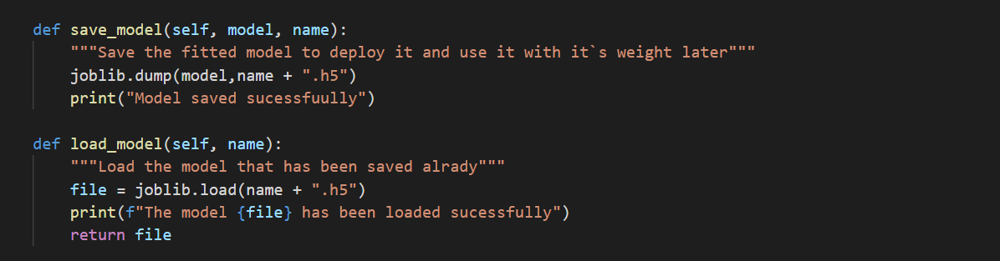 def save_model(self, model, name):
    """Save the fitted model to deploy it and use it with it`s weight later"""
    joblib.dump(model,name + ".h5")
    print("Model saved sucessfuully")
def load_model(self, name):
    """Load the model that has been saved alrady"""
    file = joblib.load(name + ".h5")
    print(f"The model {file} has been loaded sucessfully")
    return file